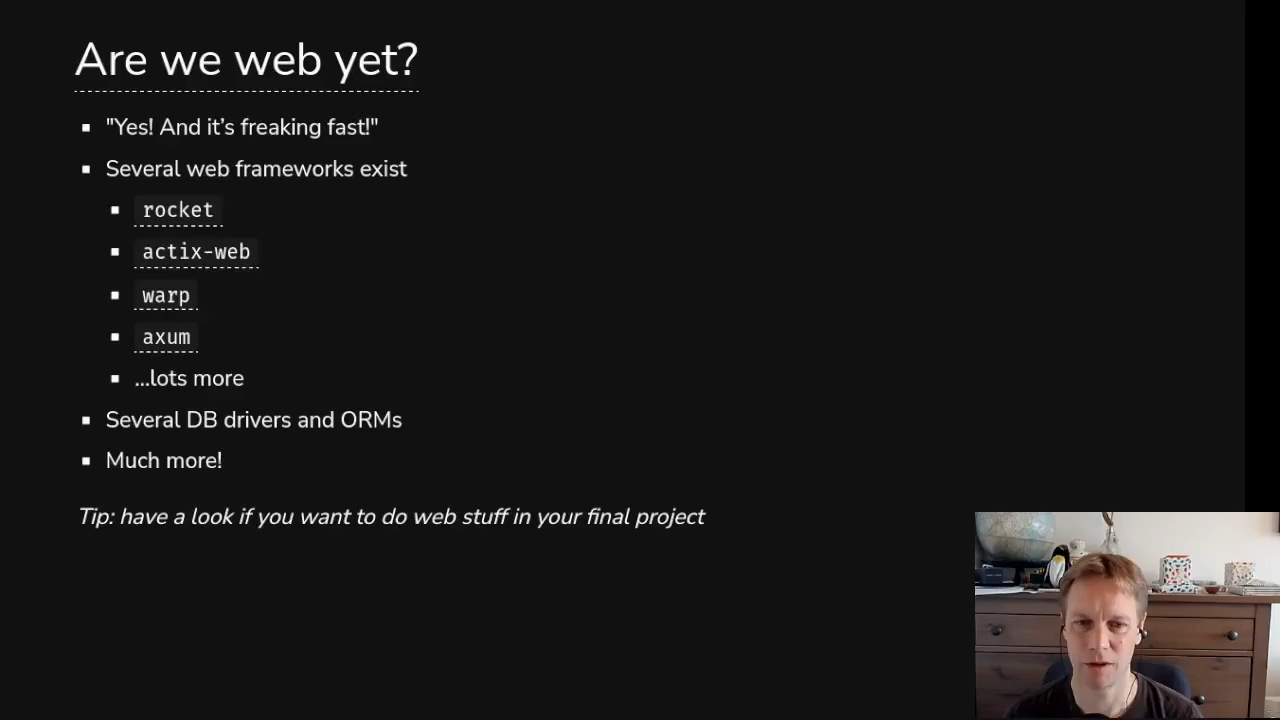 Are we web yet?
"Yes! And it's freaking fast!"
Several web frameworks exist
rocket
actix-web
warp
axum
...lots more
Several DB drivers and ORMs
Much more!
Tip: have a look if you want to do web stuff in your final project